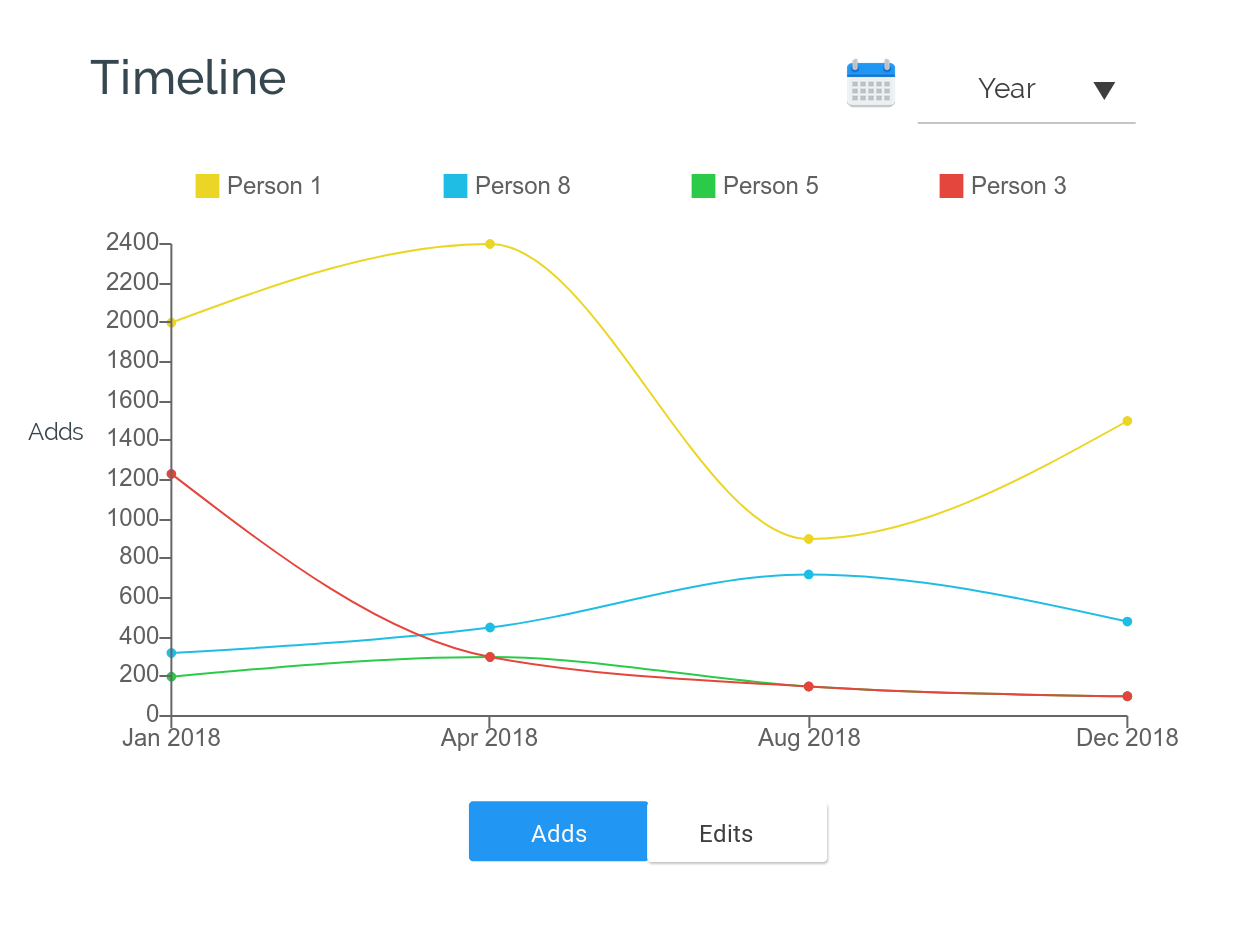 Timeline
Year
Person 1
Person 8
Person 5
Person 3
2400
2200
2000
1800
1600
Adds
1400
1200
1000
800
600
400
200
0
Jan 2018
Apr 2018
Aug 2018
Dec 2018
Adds
Edits